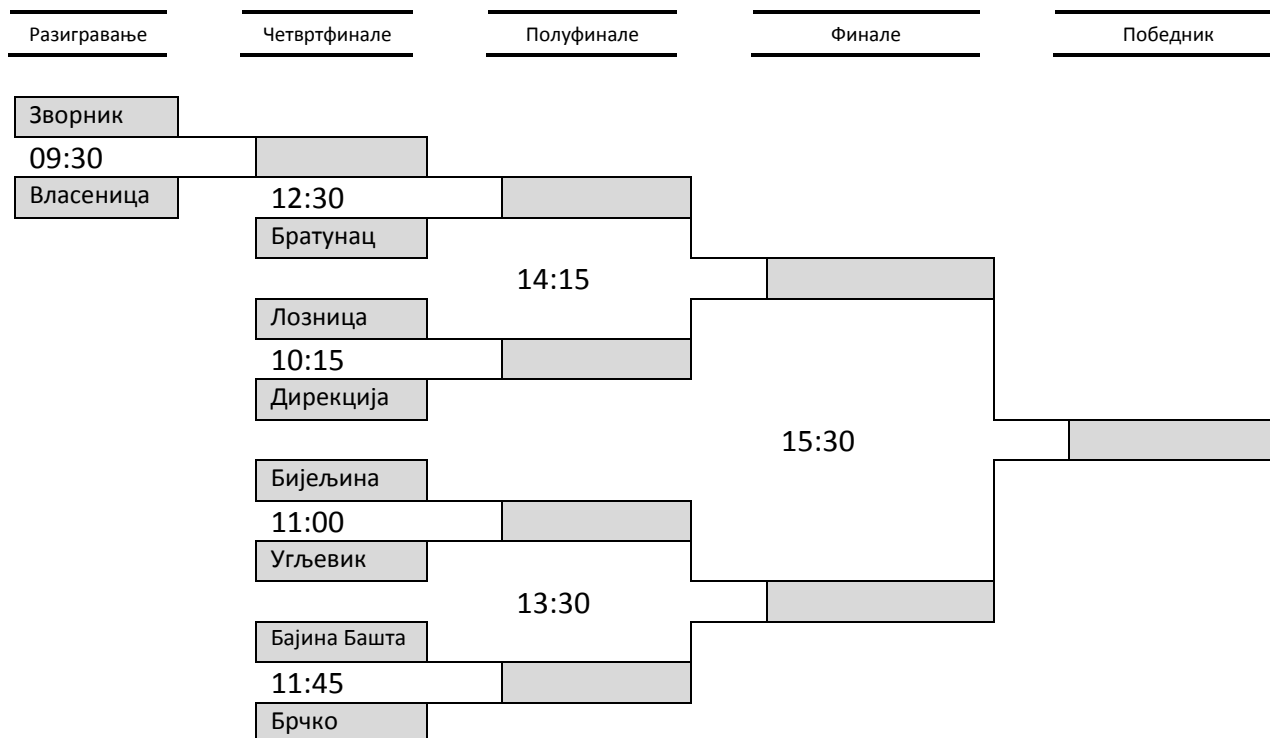 Разигравање
Четвртфинале
Полуфинале
Финале
Победник
Зворник
09:30
Власеница
12:30
Братунац
14:15
Лозница
10:15
Дирекција
15:30
Бијељина
11:00
Угљевик
13:30
Бајина Башта
11:45
Брчко